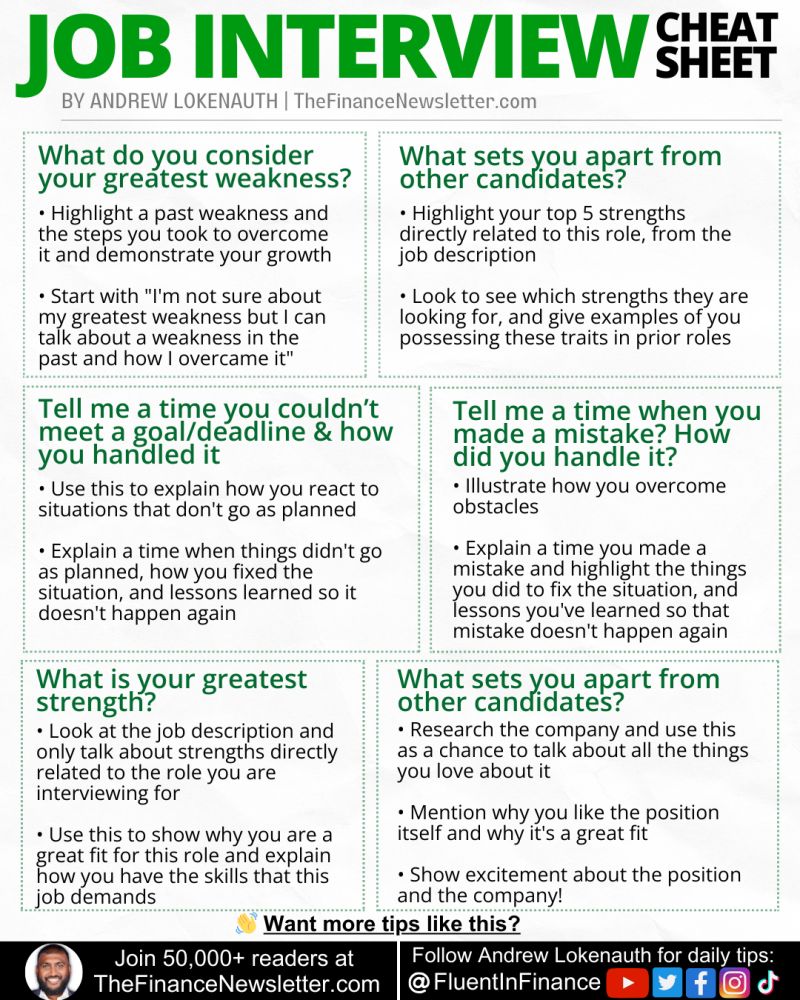 JOB INTERVIEW CHEAT SHEET
BY ANDREW LOKENAUTH | TheFinanceNewsletter.com
What do you consider
your greatest weakness?
• Highlight a past weakness and
the steps you took to overcome
it and demonstrate your growth
• Start with "I'm not sure about
my greatest weakness but I can
talk about a weakness in the
past and how I overcame it"
What sets you apart from
other candidates?
• Highlight your top 5 strengths
directly related to this role, from the
job description
• Look to see which strengths they are
looking for, and give examples of you
possessing these traits in prior roles
Tell me a time you couldn’t
meet a goal/deadline & how
you handled it
• Use this to explain how you react to
situations that don't go as planned
• Explain a time when things didn't go
as planned, how you fixed the
situation, and lessons learned so it
doesn't happen again
Tell me a time when you
made a mistake? How
did you handle it?
• Illustrate how you overcome
obstacles
• Explain a time you made a
mistake and highlight the things
you did to fix the situation, and
lessons you've learned so that
mistake doesn't happen again
What is your greatest
strength?
• Look at the job description and
only talk about strengths directly
related to the role you are
interviewing for
• Use this to show why you are a
great fit for this role and explain
how you have the skills that this
job demands
What sets you apart from
other candidates?
• Research the company and use this
as a chance to talk about all the things
you love about it
• Mention why you like the position
itself and why it's a great fit
• Show excitement about the position
and the company!
👋 Want more tips like this?
Join 50,000+ readers at
TheFinanceNewsletter.com
Follow Andrew Lokenauth for daily tips:
@FluentInFinance